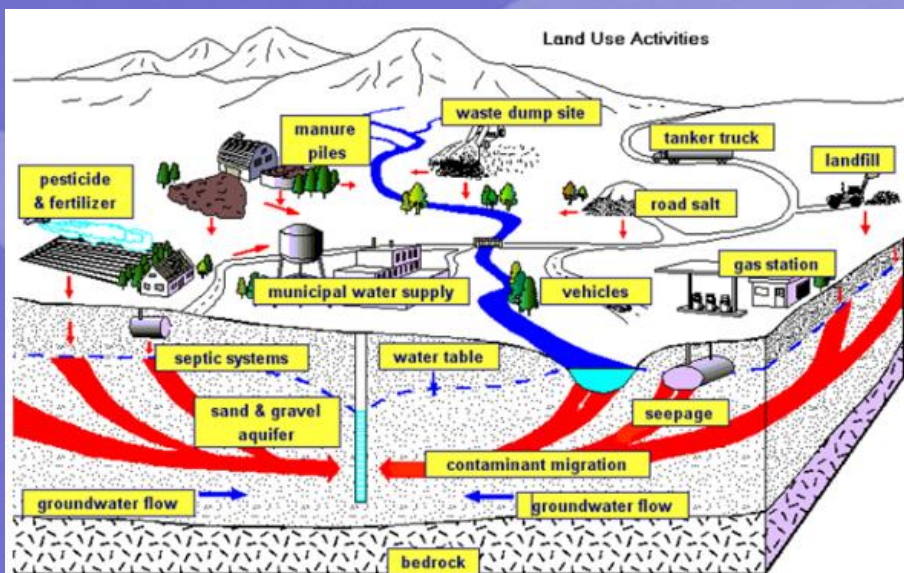 Land Use Activities
waste dump site
manure
piles
tanker truck
landfill
pesticide
& fertilizer
road salt
gas station
municipal water supply
vehicles
septic systems
water table
sand & gravel
aquifer
seepage
contaminant migration
groundwater flow
groundwater flow
bedrock